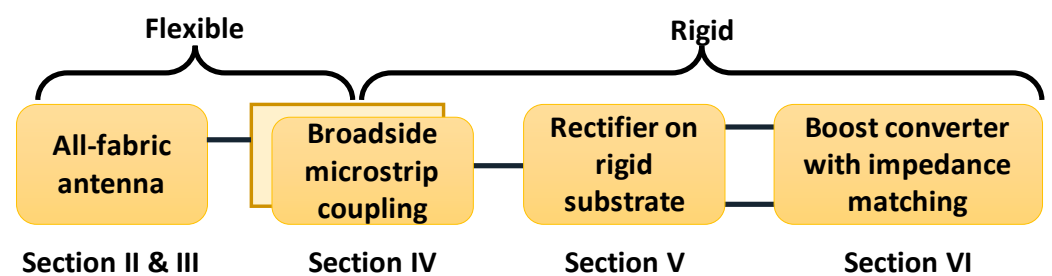 Flexible
Rigid
All-fabric
antenna
Broadside
microstrip
coupling
Rectifier on
rigid
substrate
Boost converter
with impedance
matching
Section II & III
Section IV
Section V
Section VI